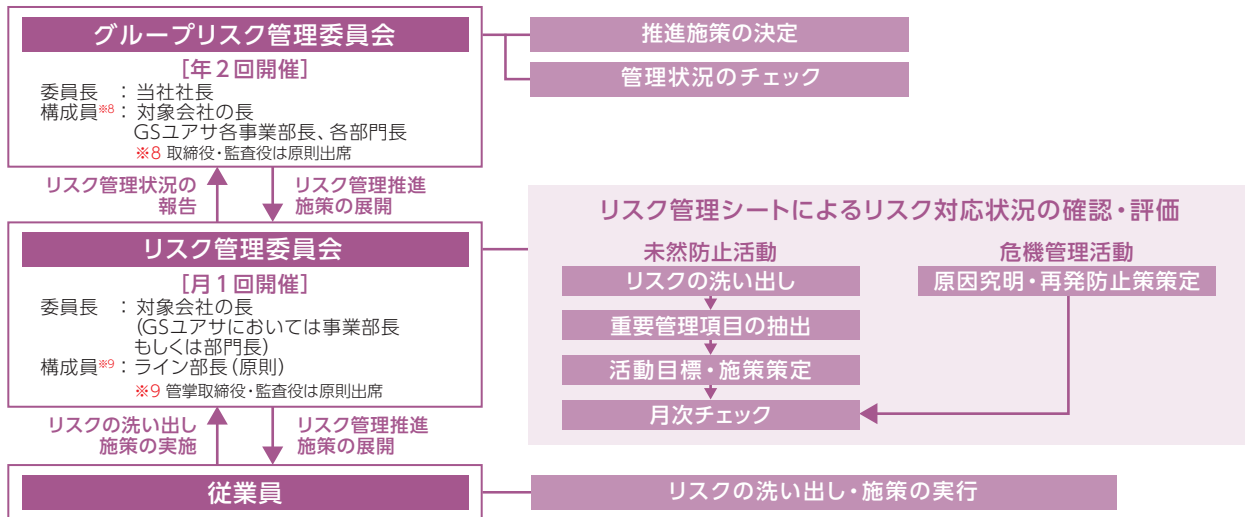 グループリスク管理委員会
[年2回開催]
委員長　：当社社長
構成員※8：対象会社の長
GSユアサ各事業部長、各部門長
※8 取締役・監査役は原則出席
推進施策の決定
管理状況のチェック
リスク管理状況の
報告
リスク管理推進
施策の展開
リスク管理委員会
[月1回開催]
委員長　：対象会社の長
(GSユアサにおいては事業部長
もしくは部門長)
構成員※9：ライン部長(原則)
※9 管掌取締役・監査役は原則出席
リスク管理シートによるリスク対応状況の確認・評価
未然防止活動
リスクの洗い出し
重要管理項目の抽出
活動目標・施策策定
月次チェック
危機管理活動
原因究明・再発防止策策定
リスクの洗い出し
施策の実施
リスク管理推進
施策の展開
従業員
リスクの洗い出し・施策の実行